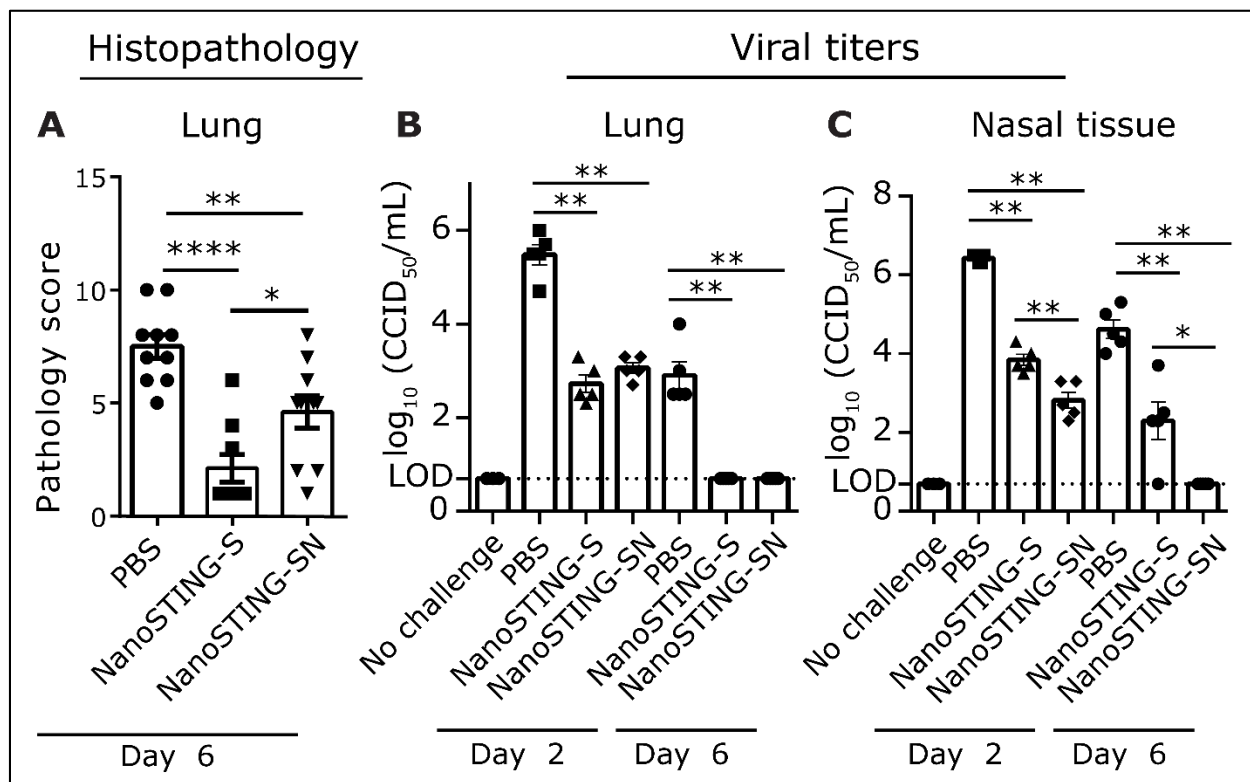 Histopathology
Viral titers
A
Lung
B
Lung
C
Nasal tissue
Pathology score
15
10
5
0
**
****
*
PBS
NanoSTING-S
NanoSTING-SN
Day 6
log10 (CCID50/mL)
6
4
2
LOD
0
**
**
**
**
No challenge
PBS
NanoSTING-S
NanoSTING-SN
PBS
NanoSTING-S
NanoSTING-SN
Day 2
Day 6
log10 (CCID50/mL)
8
6
4
2
LOD
0
**
**
**
**
**
*
No challenge
PBS
NanoSTING-S
NanoSTING-SN
PBS
NanoSTING-S
NanoSTING-SN
Day 2
Day 6